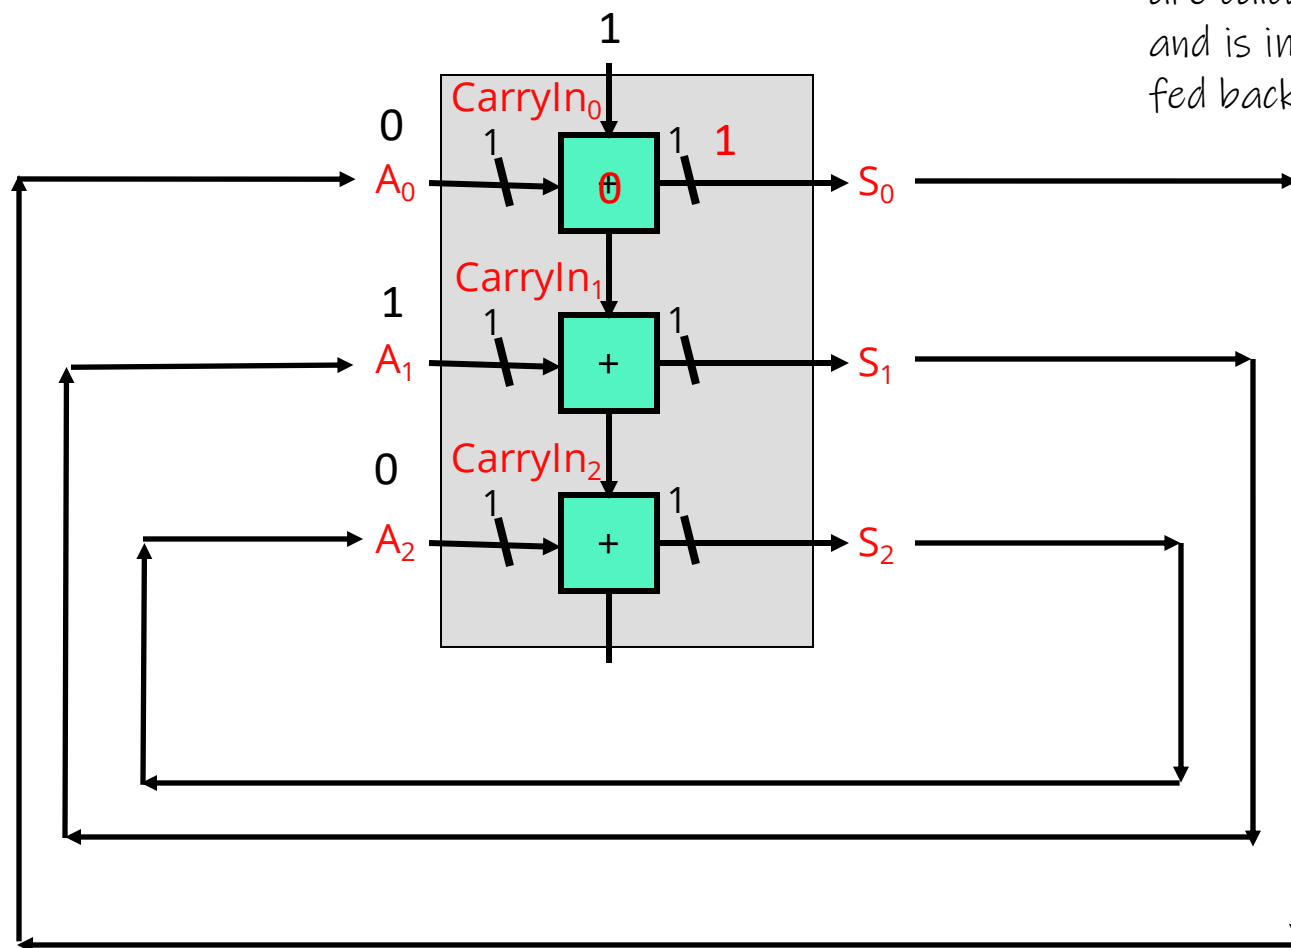 1
and is in
fed back
CarryIn₀
0
1
1
1
A₀
0
S₀
CarryIn₁
1
1
1
A₁
+
S₁
CarryIn₂
0
1
1
A₂
+
S₂